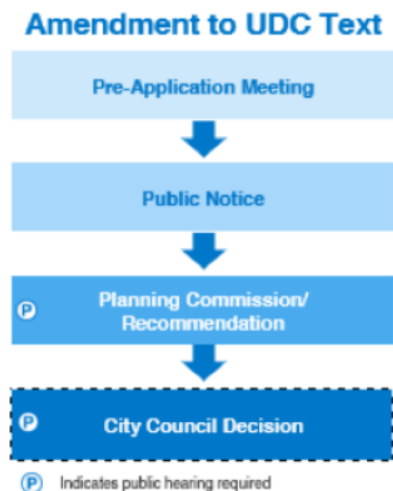 Amendment to UDC Text
Pre-Application Meeting
Public Notice
P
Planning Commission/
Recommendation
P
City Council Decision
P Indicates public hearing required